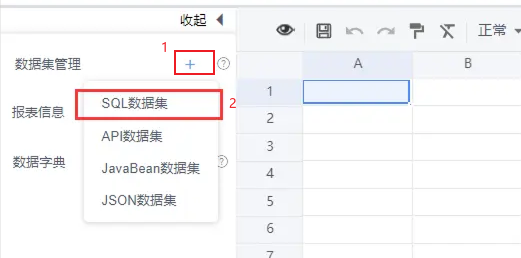 收起
正常
1
数据集管理 + ?
A B
SQL数据集 2
1
报表信息
2
API数据集
3
数据字典 ?
JavaBean数据集
4
5
JSON数据集
6
7